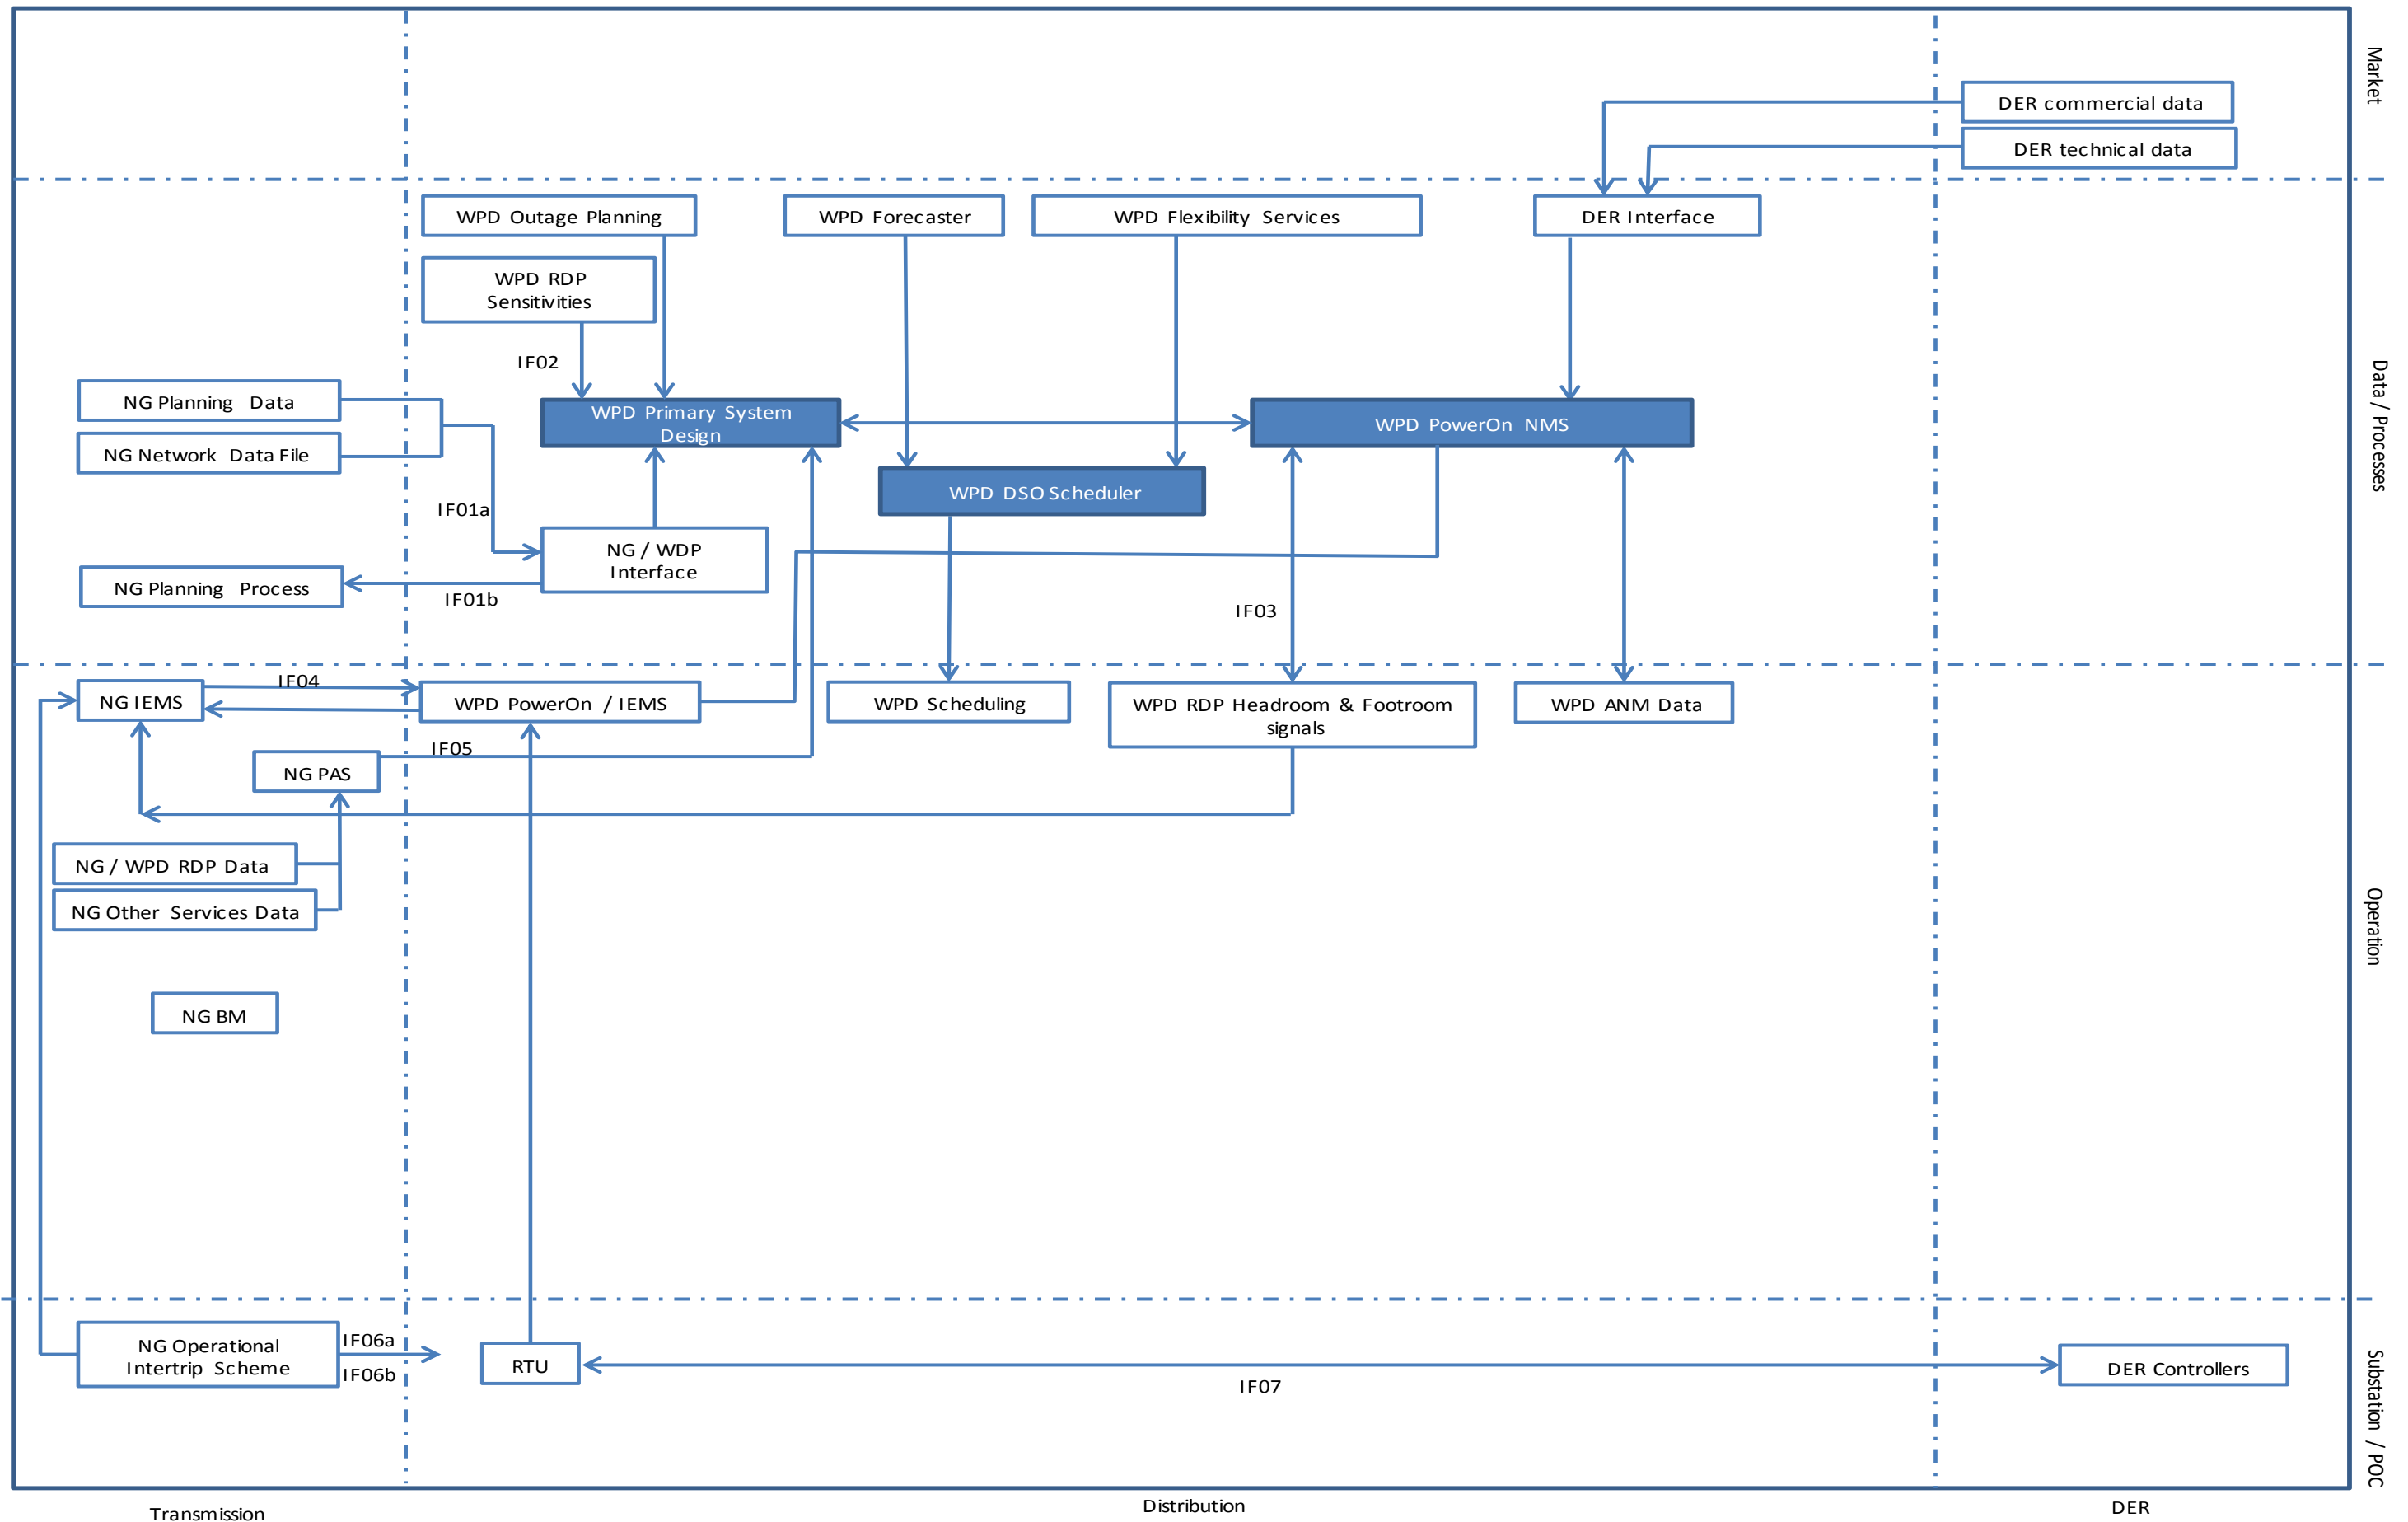 Market
DER commercial data
DER technical data
WPD Outage Planning
WPD Forecaster
WPD Flexibility Services
DER Interface
WPD RDP
Sensitivities
IF02
Data / Processes
NG Planning Data
NG Network Data File
WPD Primary System
Design
WPD PowerOn NMS
WPD DSO Scheduler
IF01a
NG / WDP
Interface
NG Planning Process
IF01b
IF03
NG IEMS
IF04
WPD PowerOn / IEMS
WPD Scheduling
WPD RDP Headroom & Footroom
signals
WPD ANM Data
IF05
NG PAS
NG / WPD RDP Data
NG Other Services Data
Operation
NG BM
NG Operational
Intertrip Scheme
IF06a
IF06b
RTU
IF07
DER Controllers
Substation / POC
Transmission
Distribution
DER